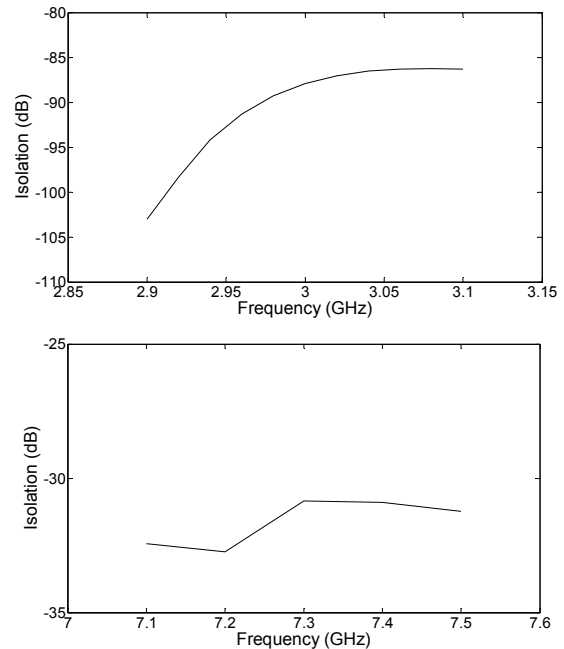 -80
-85
-90
-95
-100
-105
-110
Isolation (dB)
2.85 2.9 2.95 3 3.05 3.1 3.15
Frequency (GHz)
-25
-30
-35
Isolation (dB)
7 7.1 7.2 7.3 7.4 7.5 7.6
Frequency (GHz)